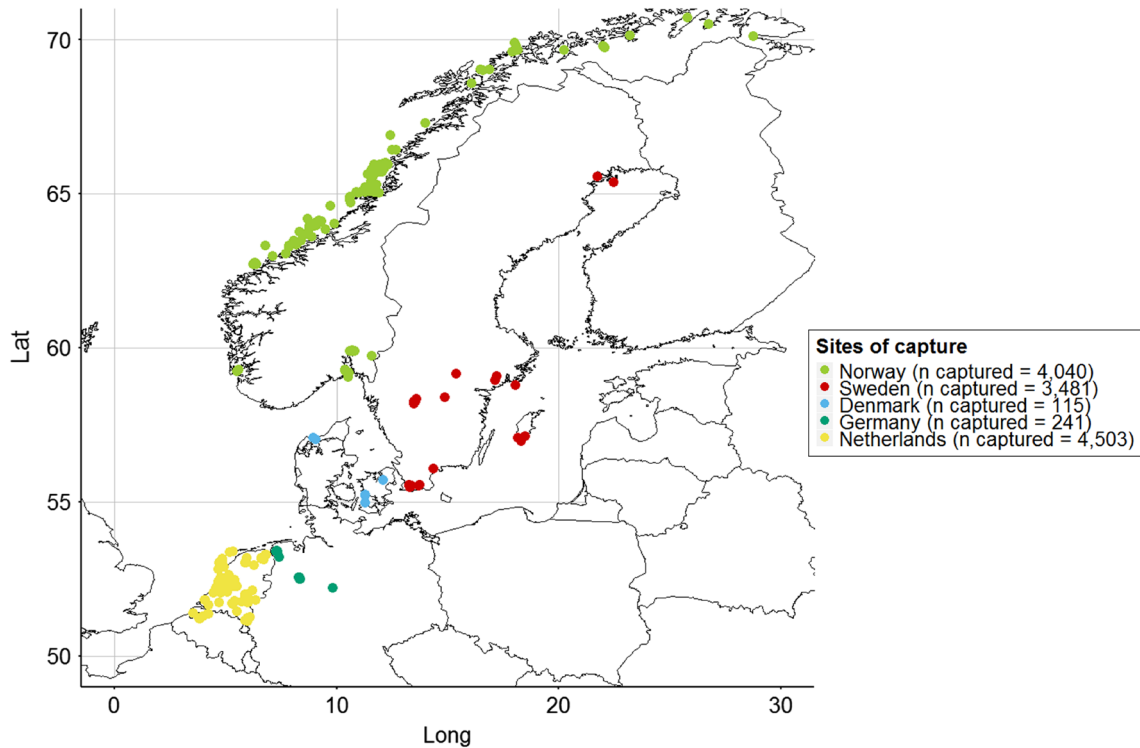 70
65
60
55
50
Lat
0
10
20
30
Long
Sites of capture
Norway (n captured = 4,040)
Sweden (n captured = 3,481)
Denmark (n captured = 115)
Germany (n captured = 241)
Netherlands (n captured = 4,503)